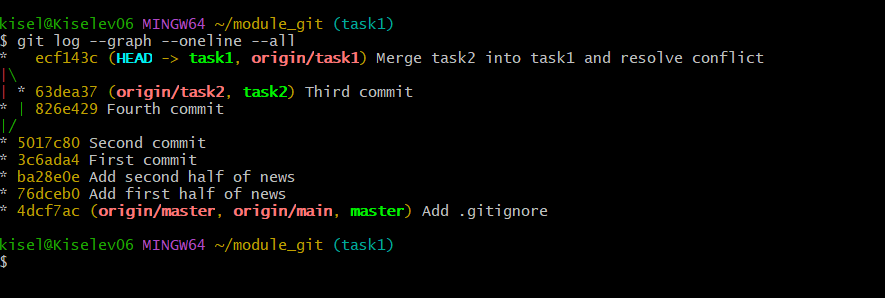 kisel@Kiselev06 MINGW64 ~/module_git (task1)
$ git log --graph --oneline --all
*   ecf143c (HEAD -> task1, origin/task1) Merge task2 into task1 and resolve conflict
|\
| * 63dea37 (origin/task2, task2) Third commit
* | 826e429 Fourth commit
|/
* 5017c80 Second commit
* 3c6ada4 First commit
* ba28e0e Add second half of news
* 76dceb0 Add first half of news
* 4dcf7ac (origin/master, origin/main, master) Add .gitignore
kisel@Kiselev06 MINGW64 ~/module_git (task1)
$